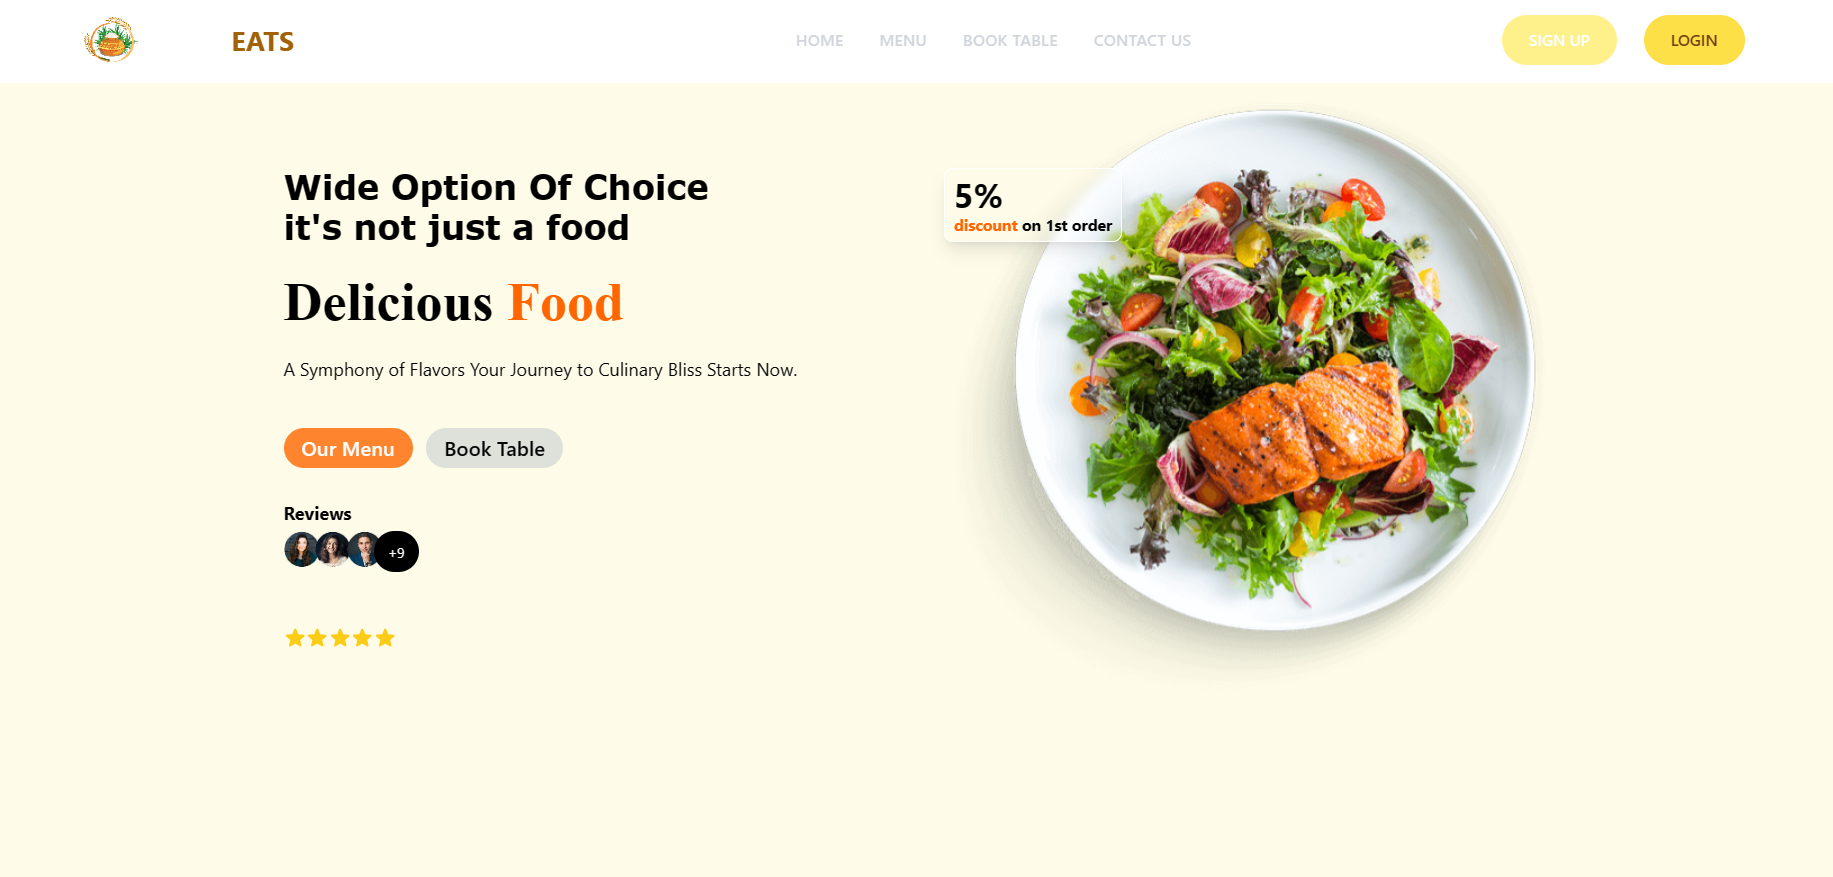 EATS
HOME
MENU
BOOK TABLE
CONTACT US
SIGN UP
LOGIN
Wide Option Of Choice
it's not just a food
Delicious Food
A Symphony of Flavors Your Journey to Culinary Bliss Starts Now.
Our Menu
Book Table
Reviews
+9
5%
discount on 1st order